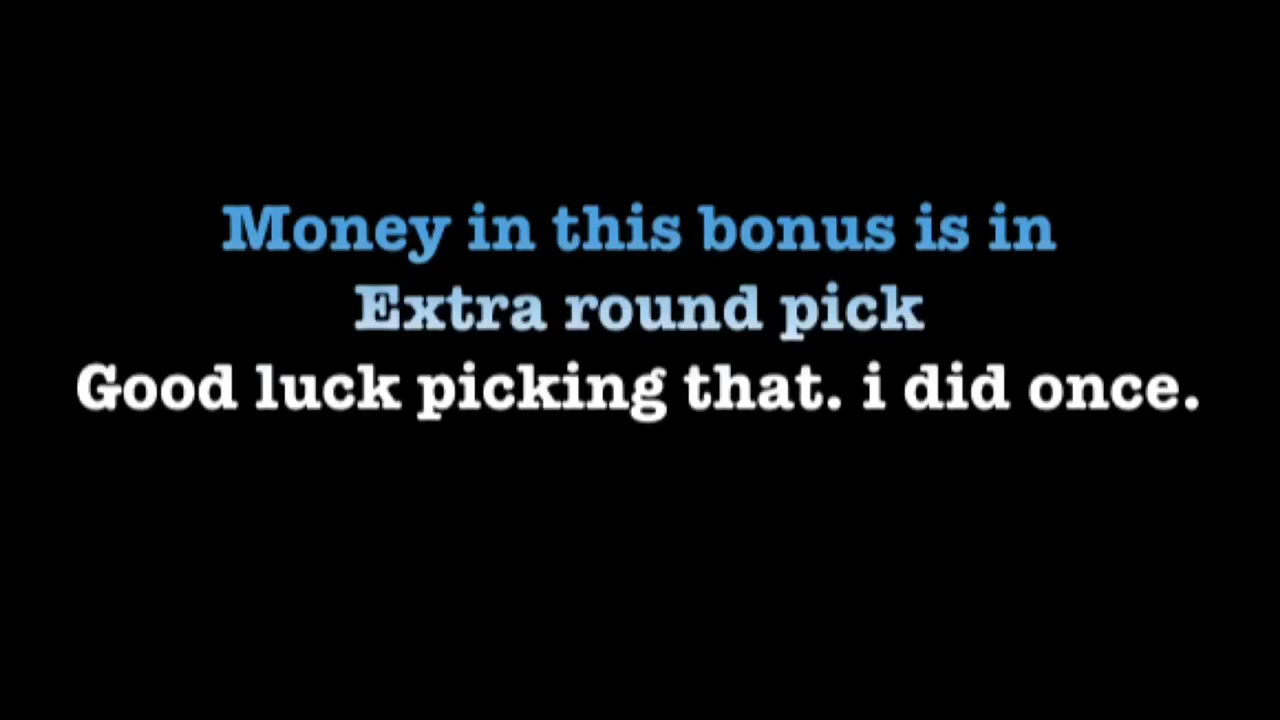 Money in this bonus is in
Extra round pick
Good luck picking that. i did once.